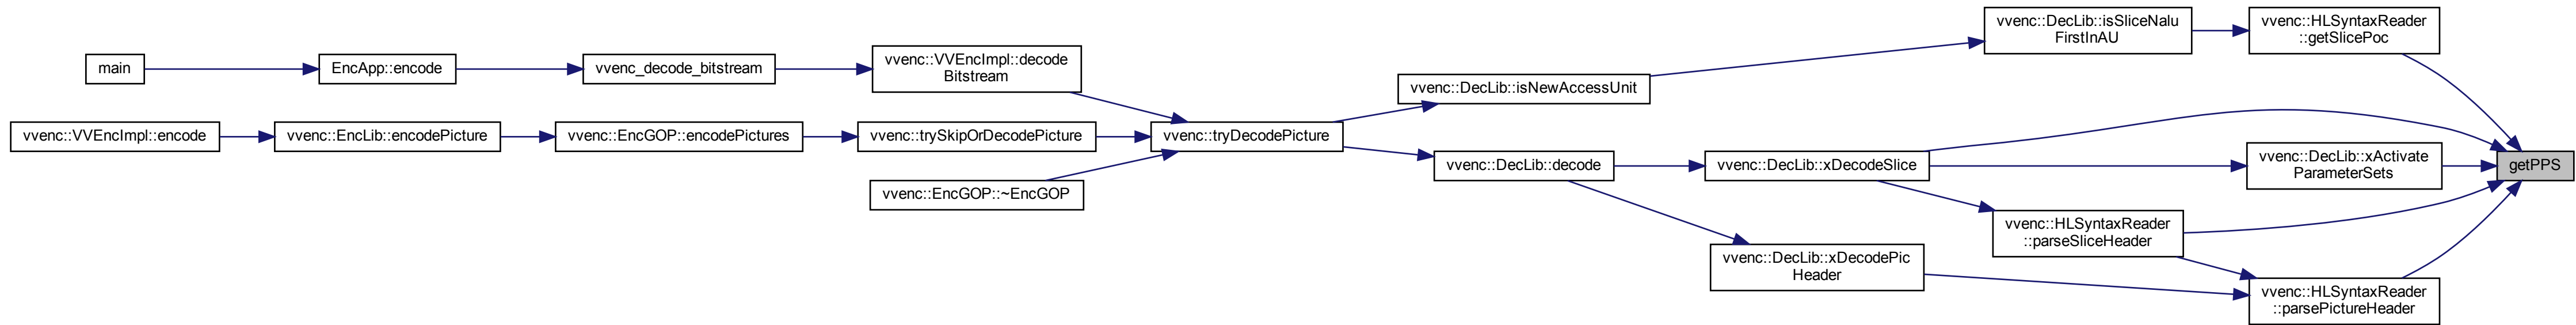 main
EncApp::encode
vvenc_decode_bitstream
vvenc::VVEncImpl::decode
Bitstream
vvenc::VVEncImpl::encode
vvenc::EncLib::encodePicture
vvenc::EncGOP::encodePictures
vvenc::trySkipOrDecodePicture
vvenc::EncGOP::~EncGOP
vvenc::tryDecodePicture
vvenc::DecLib::isNewAccessUnit
vvenc::DecLib::decode
vvenc::DecLib::isSliceNalu
FirstInAU
vvenc::DecLib::xDecodeSlice
vvenc::DecLib::xDecodePic
Header
vvenc::HLSyntaxReader
::parseSliceHeader
vvenc::HLSyntaxReader
::getSlicePoc
vvenc::DecLib::xActivate
ParameterSets
vvenc::HLSyntaxReader
::parsePictureHeader
getPPS